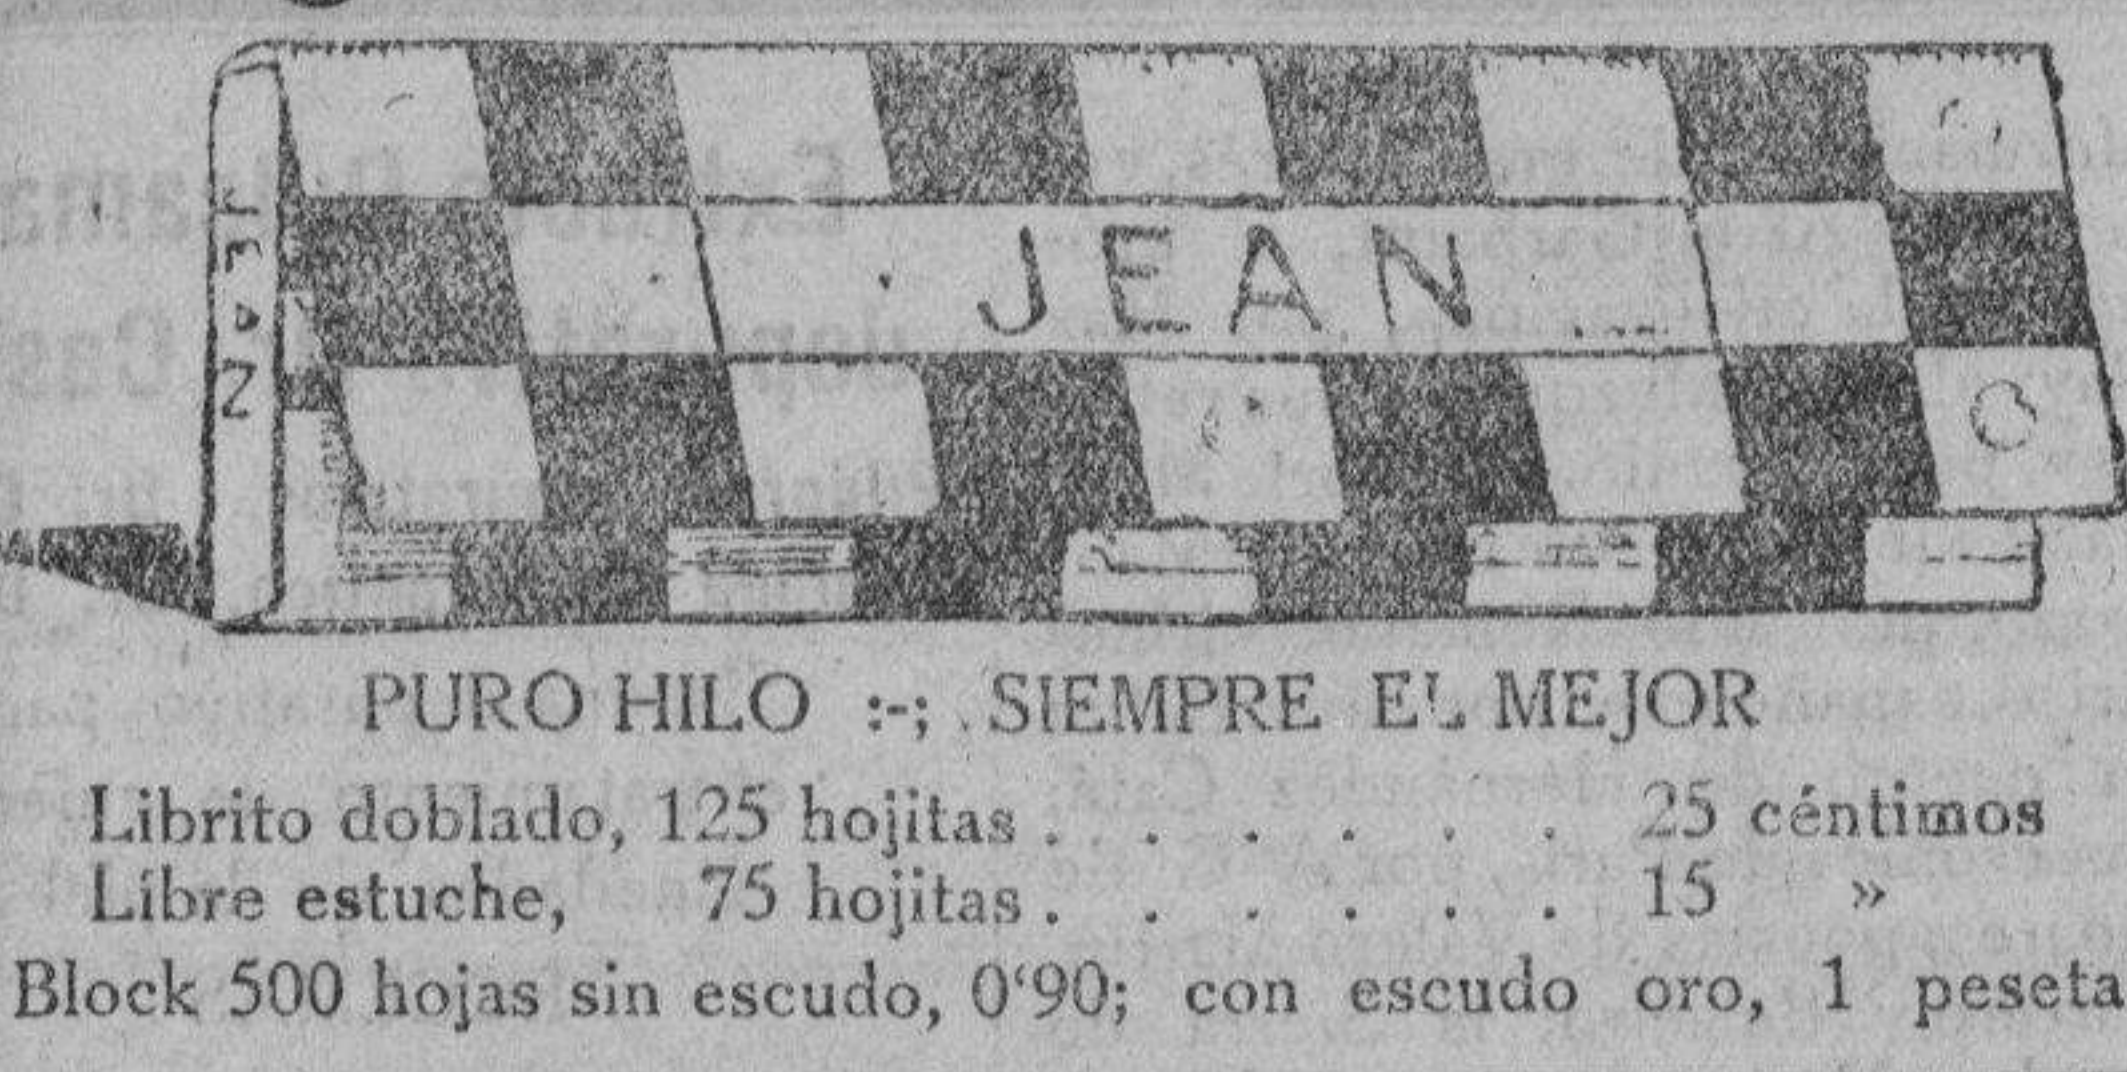 JEAN
JEAN
PURO HILO :-; SIEMPRE EL MEJOR
Librito doblado, 125 hojitas . . . . . . 25 céntimos
Libre estuche, 75 hojitas . . . . . . 15 »
Block 500 hojas sin escudo, 0‘90; con escudo oro, 1 peseta